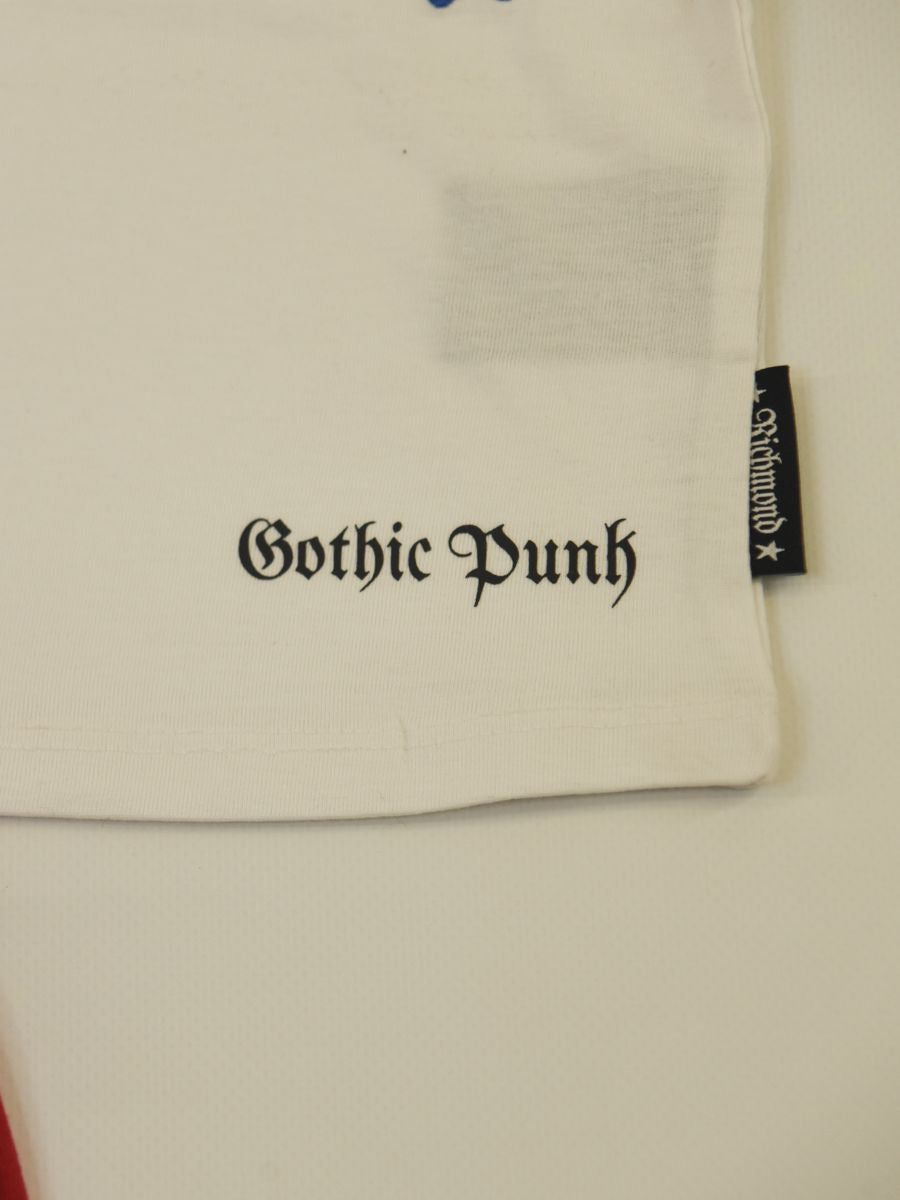 Gothic Punk
★ Richmond ★